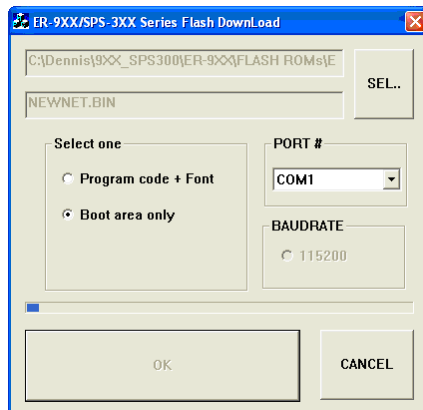 ER-9XX/SPS-3XX Series Flash DownLoad
C:\Dennis\9XX_SPS300\ER-9XX\FLASH ROMs\E
SEL..
NEWNET.BIN
Select one
PORT #
Program code + Font
COM1
Boot area only
BAUDRATE
115200
OK
CANCEL